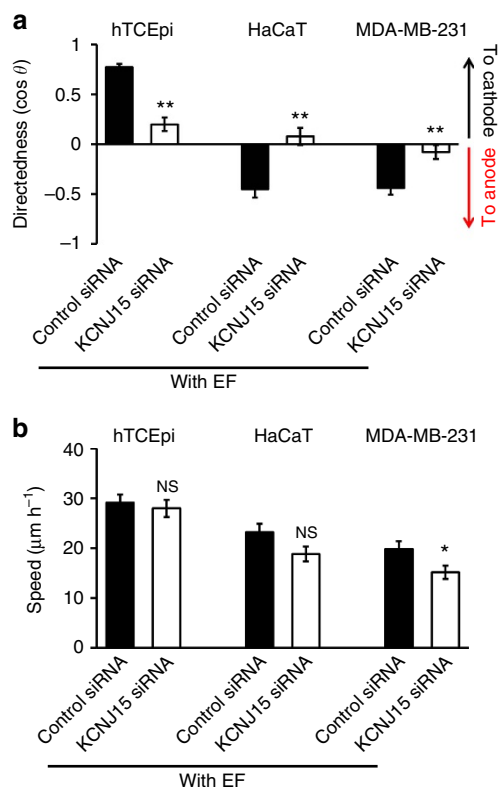 a
hTCEpi HaCaT MDA-MB-231
Directedness (cos θ)
1
0.5
0
−0.5
−1
**
**
**
To cathode
To anode
Control siRNA
KCNJ15 siRNA
Control siRNA
KCNJ15 siRNA
Control siRNA
KCNJ15 siRNA
With EF
b
hTCEpi HaCaT MDA-MB-231
Speed (μm h−1)
40
30
20
10
0
NS
NS
*
Control siRNA
KCNJ15 siRNA
Control siRNA
KCNJ15 siRNA
Control siRNA
KCNJ15 siRNA
With EF